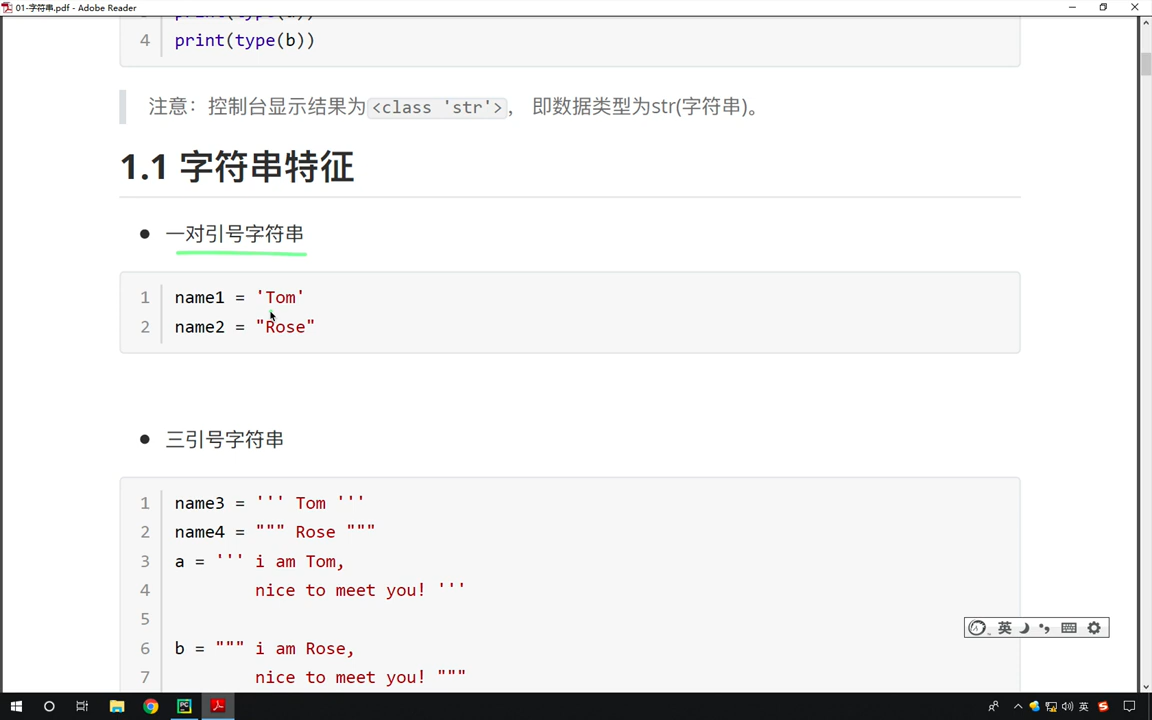 01-字符串.pdf - Adobe Reader
4 print(type(b))
注意：控制台显示结果为<class 'str'>， 即数据类型为str(字符串)。
1.1 字符串特征
一对引号字符串
1 name1 = 'Tom'
2 name2 = "Rose"
三引号字符串
1 name3 = ''' Tom '''
2 name4 = """ Rose """
3 a = ''' i am Tom,
4 nice to meet you! '''
5
6 b = """ i am Rose,
7 nice to meet you! """
英
英